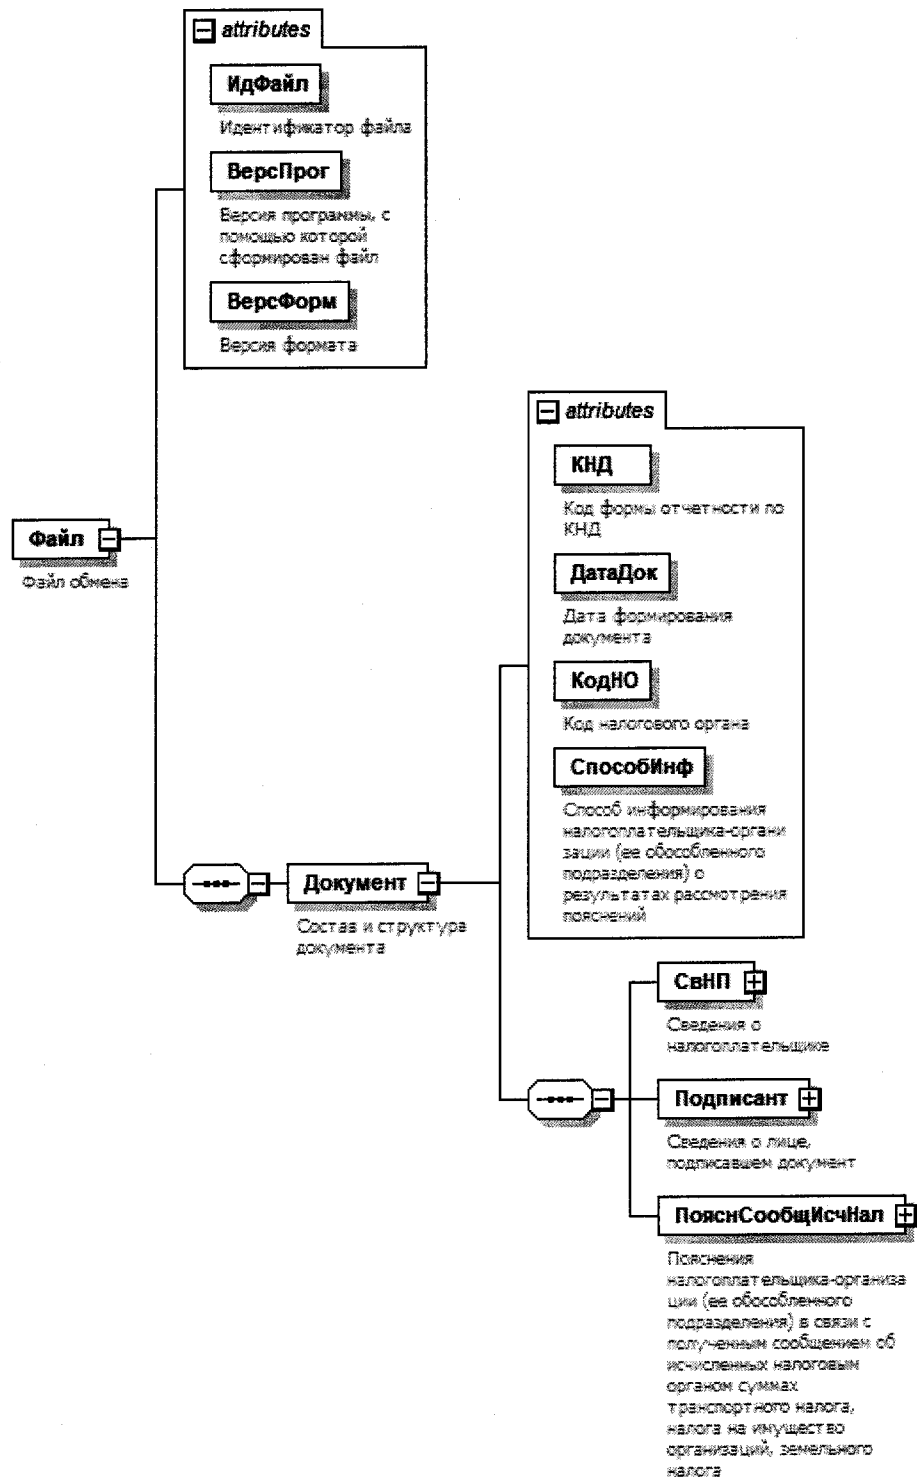 attributes
ИдФайл
Идентификатор файла
ВерсПрог
Версия программы, с
помощью которой
сформирован файл
ВерсФорм
Версия формата
Файл
Файл обмена
Документ
Состав и структура
документа
attributes
КНД
Код формы отчетности по
КНД
ДатаДок
Дата формирования
документа
КодНО
Код налогового органа
СпособИнф
Способ информирования
налогоплательщика-органи
зации (ее обособленного
подразделения) о
результатах рассмотрения
пояснений
СвНП
Сведения о
налогоплательщике
Подписант
Сведения о лице,
подписавшем документ
ПояснСообщИсчНал
Пояснения
налогоплательщика-организа
ции (ее обособленного
подразделения) в связи с
полученным сообщением об
исчисленных налоговым
органом суммах
транспортного налога,
налога на имущество
организаций, земельного
налога